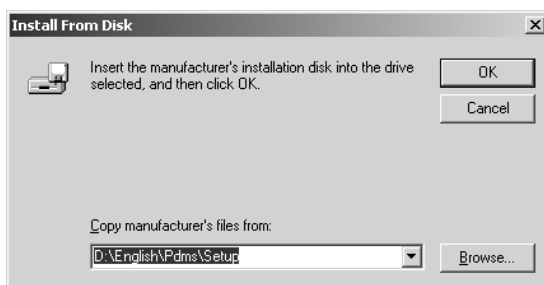 Install From Disk
Insert the manufacturer's installation disk into the drive
selected, and then click OK.
OK
Cancel
Copy manufacturer's files from:
D:\English\Pdms\Setup
Browse...